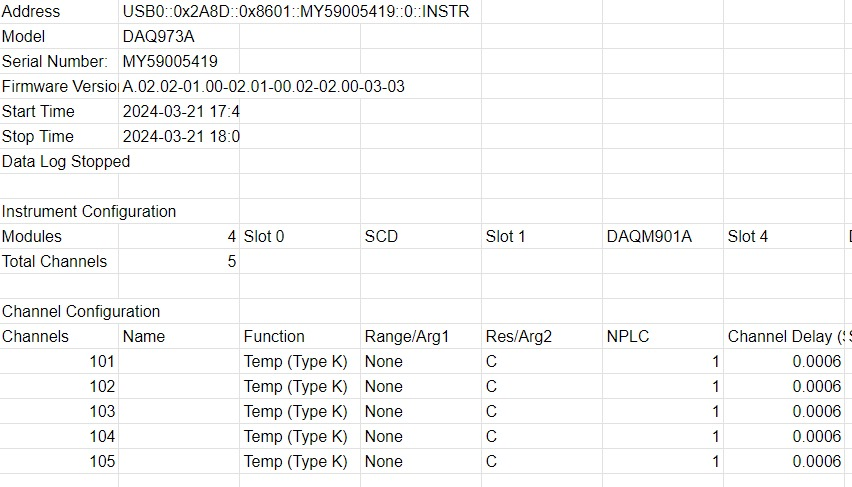 Address USB0::0x2A8D::0x8601::MY59005419::0::INSTR
Model DAQ973A
Serial Number: MY59005419
Firmware Versio A.02.02-01.00-02.01-00.02-02.00-03-03
Start Time 2024-03-21 17:4
Stop Time 2024-03-21 18:0
Data Log Stopped
Instrument Configuration
Modules 4 Slot 0 SCD Slot 1 DAQM901A Slot 4
Total Channels 5
Channel Configuration
Channels Name Function Range/Arg1 Res/Arg2 NPLC Channel Delay (
101 Temp (Type K) None C 1 0.0006
102 Temp (Type K) None C 1 0.0006
103 Temp (Type K) None C 1 0.0006
104 Temp (Type K) None C 1 0.0006
105 Temp (Type K) None C 1 0.0006